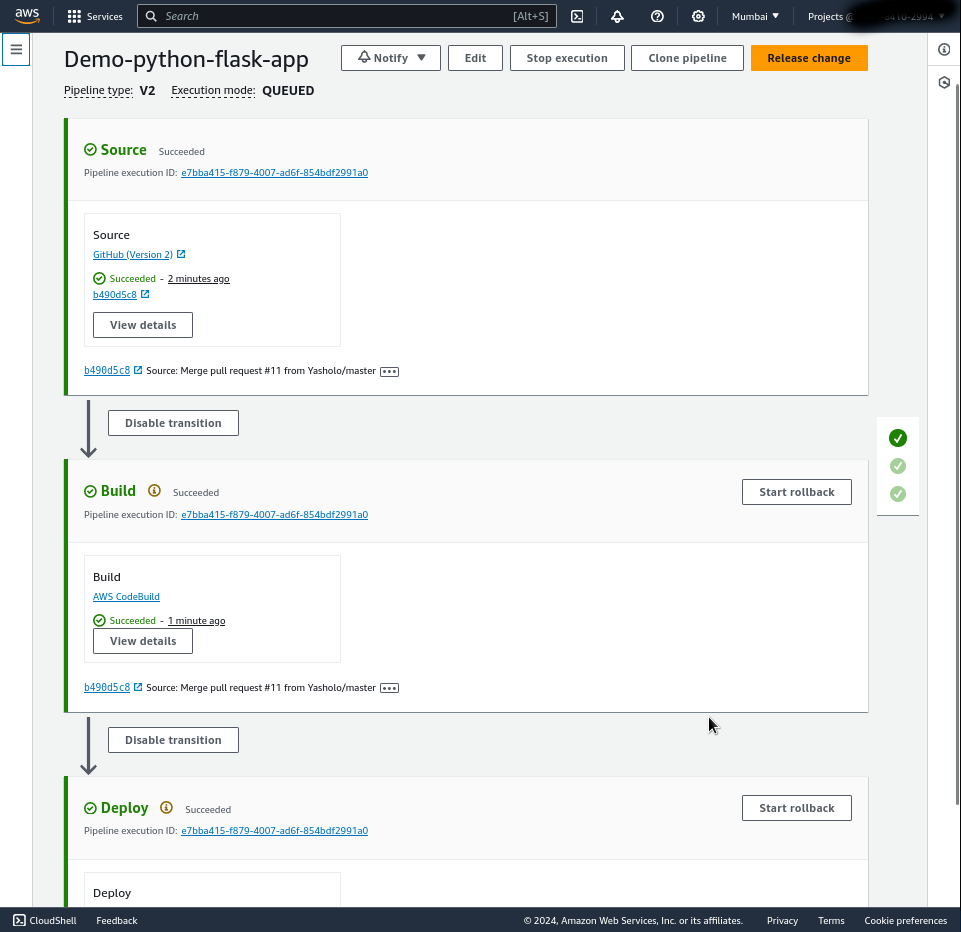 aws Services Search [Alt+S] Mumbai Projects @
Demo-python-flask-app Notify Edit Stop execution Clone pipeline Release change
Pipeline type: V2 Execution mode: QUEUED
Source Succeeded
Pipeline execution ID: e7bba415-f879-4007-ad6f-854bdf2991a0
Source
GitHub (Version 2)
Succeeded - 2 minutes ago
b490d5c8
View details
b490d5c8 Source: Merge pull request #11 from Yasholo/master
Disable transition
Build Succeeded Start rollback
Pipeline execution ID: e7bba415-f879-4007-ad6f-854bdf2991a0
Build
AWS CodeBuild
Succeeded - 1 minute ago
View details
b490d5c8 Source: Merge pull request #11 from Yasholo/master
Disable transition
Deploy Succeeded Start rollback
Pipeline execution ID: e7bba415-f879-4007-ad6f-854bdf2991a0
Deploy
CloudShell Feedback © 2024, Amazon Web Services, Inc. or its affiliates. Privacy Terms Cookie preferences